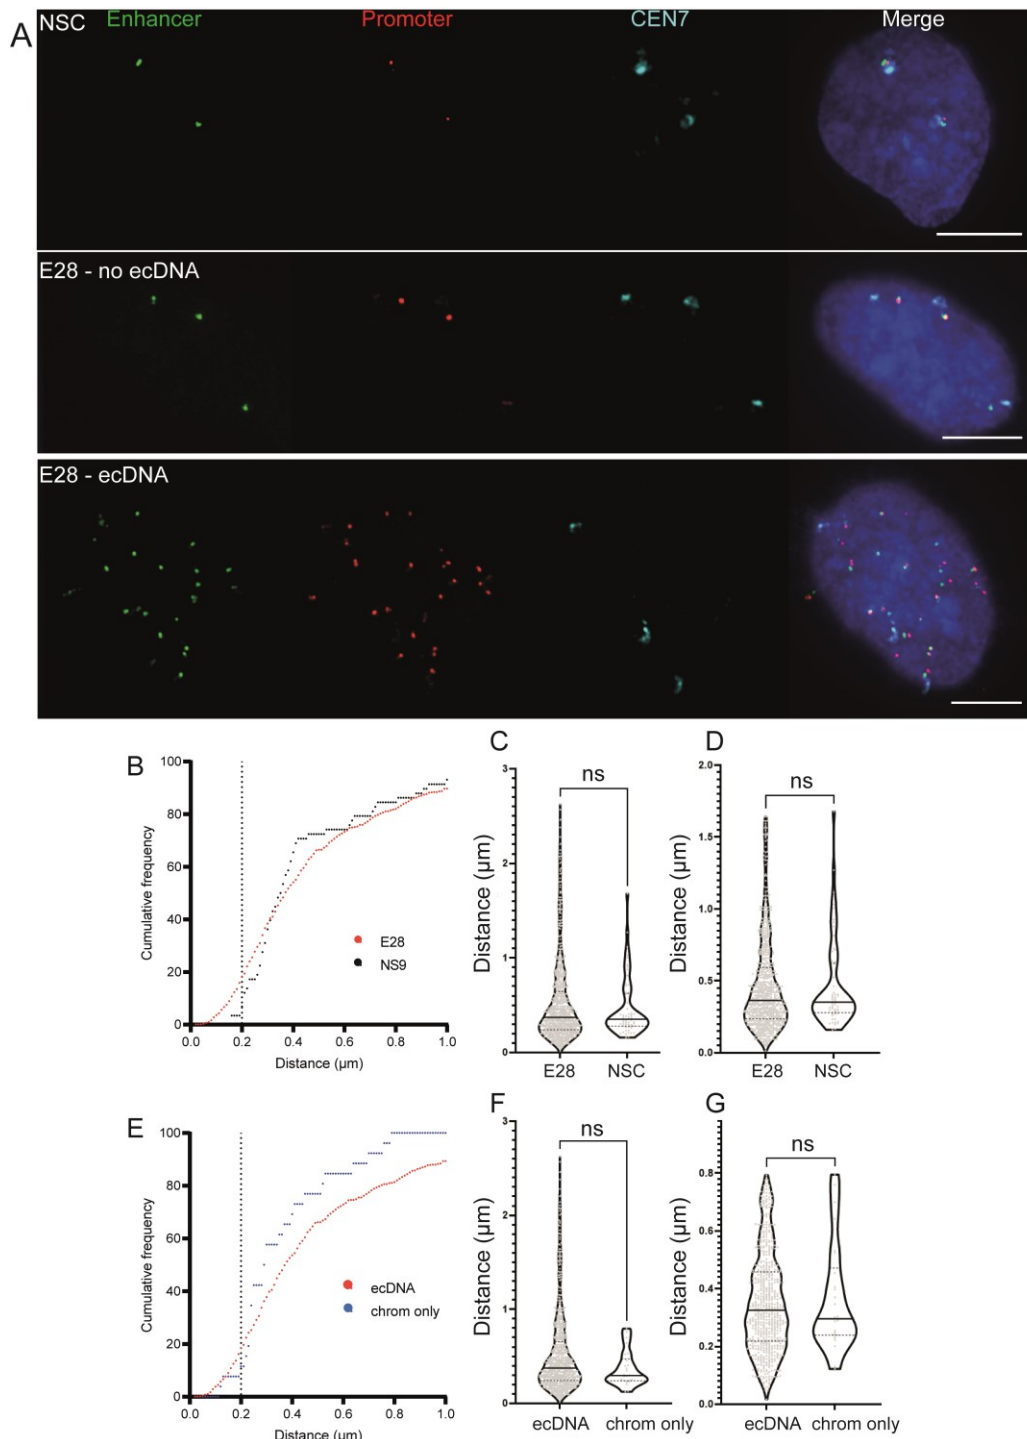 A
NSC Enhancer Promoter CEN7 Merge
E28 - no ecDNA
E28 - ecDNA
B
100
80
60
40
20
0
Cumulative frequency
E28
NS9
0.0 0.2 0.4 0.6 0.8 1.0
Distance (µm)
C
ns
3
2
1
0
Distance (µm)
E28 NSC
D
ns
2.0
1.5
1.0
0.5
0.0
Distance (µm)
E28 NSC
E
100
80
60
40
20
0
Cumulative frequency
ecDNA
chrom only
0.0 0.2 0.4 0.6 0.8 1.0
Distance (µm)
F
ns
3
2
1
0
Distance (µm)
ecDNA chrom only
G
ns
0.8
0.6
0.4
0.2
0.0
Distance (µm)
ecDNA chrom only